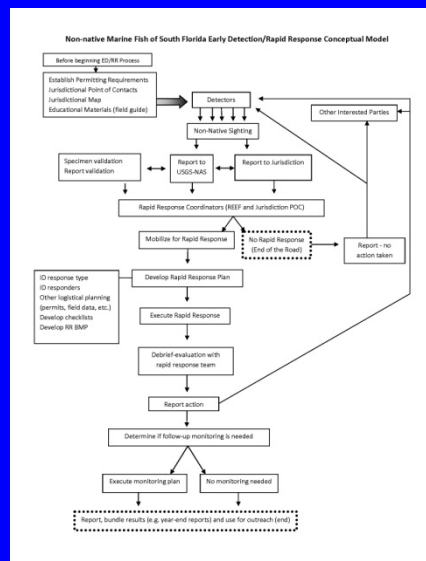 Non-native Marine Fish of South Florida Early Detection/Rapid Response Conceptual Model
Before beginning ED/RR Process
Establish Permitting Requirements
Jurisdictional Point of Contacts
Jurisdictional Map
Educational Materials (field guide)
Detectors
Other Interested Parties
Non-Native Sighting
Specimen validation
Report validation
Report to
USGS-NAS
Report to Jurisdiction
Rapid Response Coordinators (REEF and Jurisdiction POC)
Mobilize for Rapid Response
No Rapid Response
(End of the Road)
Report - no
action taken
ID response type
ID responders
Other logistical planning
(permits, field data, etc.)
Develop checklists
Develop RR BMP
Develop Rapid Response Plan
Execute Rapid Response
Debrief-evaluation with
rapid response team
Report action
Determine if follow-up monitoring is needed
Execute monitoring plan
No monitoring needed
Report, bundle results (e.g. year-end reports) and use for outreach (end)